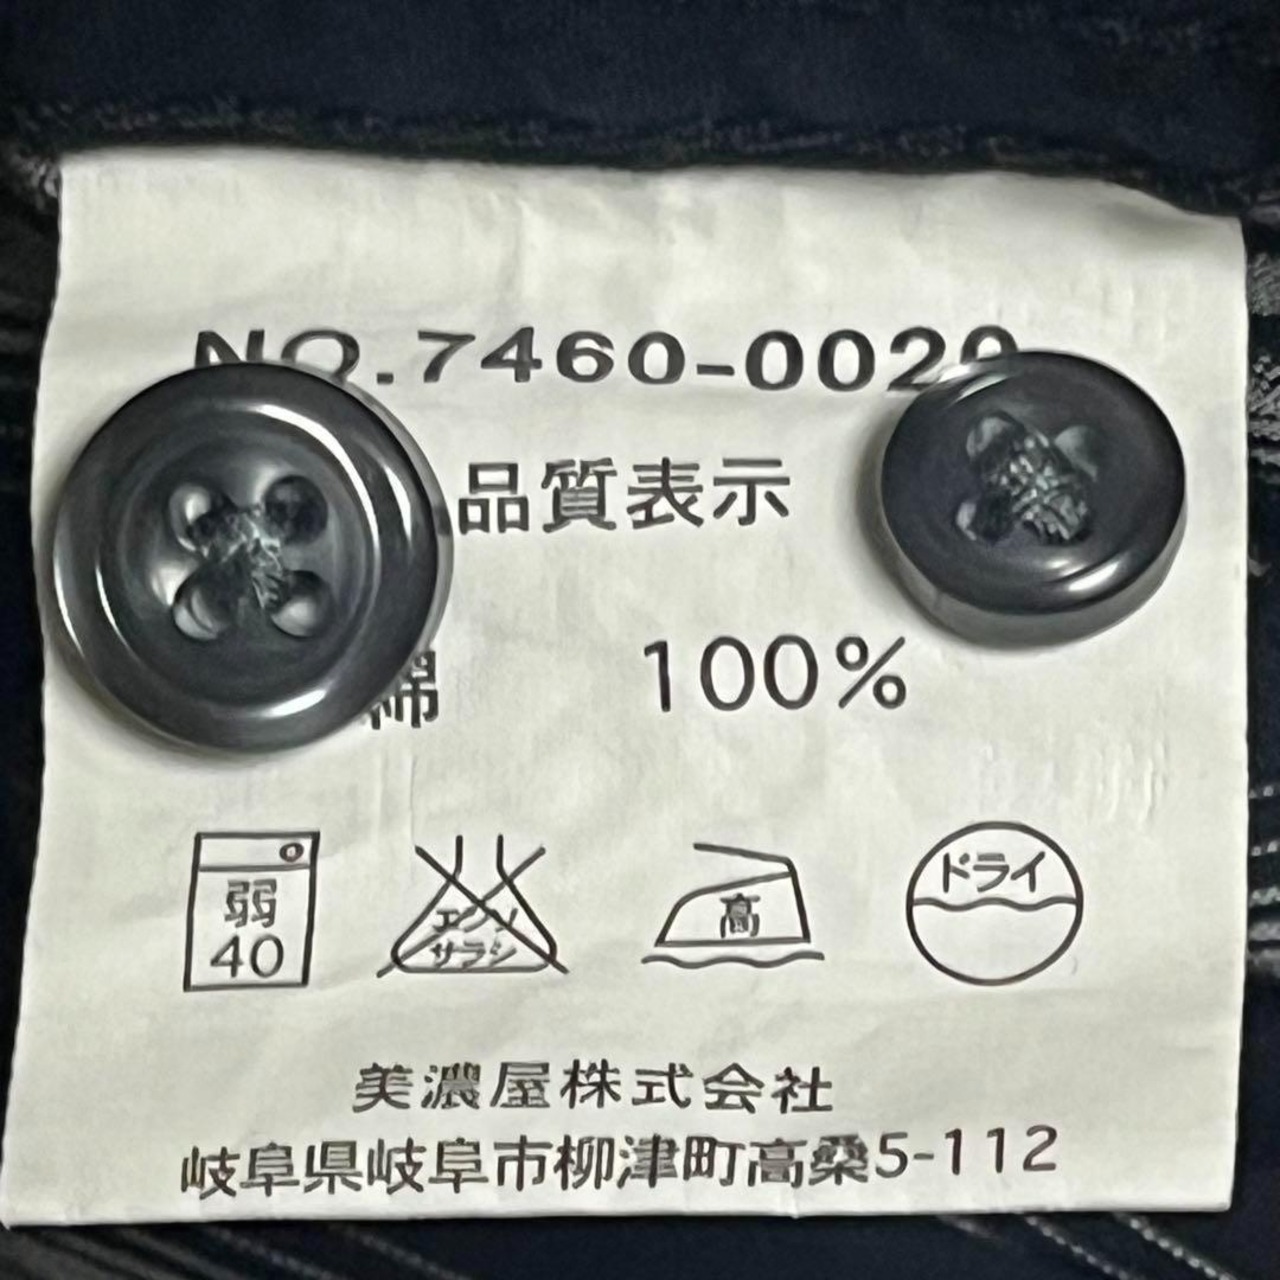 NO.7460-0020
品質表示
綿 100%
弱 40
エンソ サラシ
高
ドライ
美濃屋株式会社
岐阜県岐阜市柳津町高桑5-112